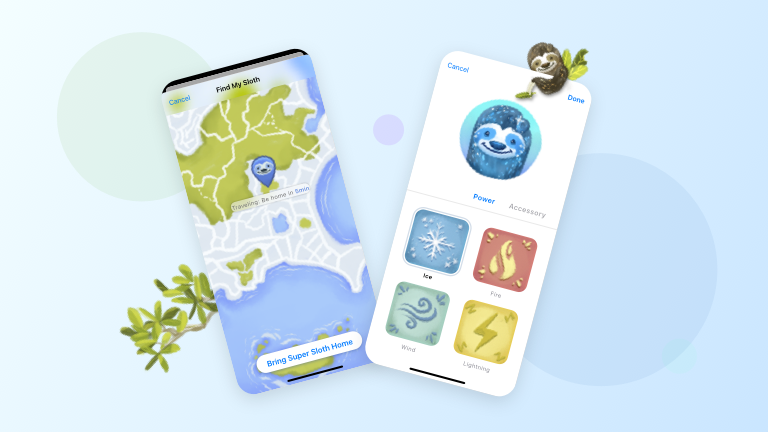 Find My Sloth
Cancel
Traveling: Be home in 5min
Bring Super Sloth Home
Cancel
Done
Power
Accessory
Ice
Fire
Wind
Lightning